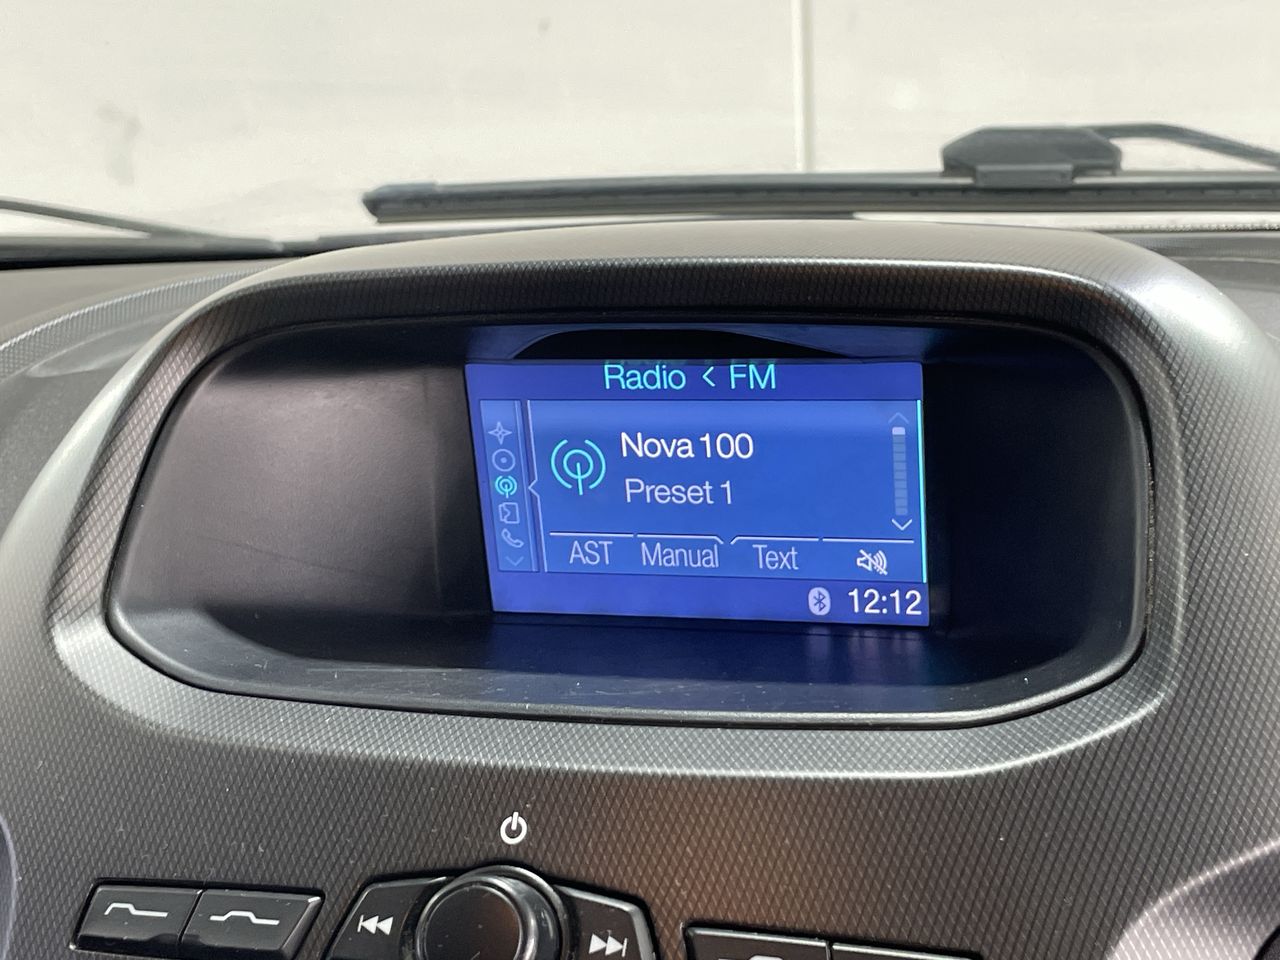 Radio < FM
Nova 100
Preset 1
AST Manual Text
12:12